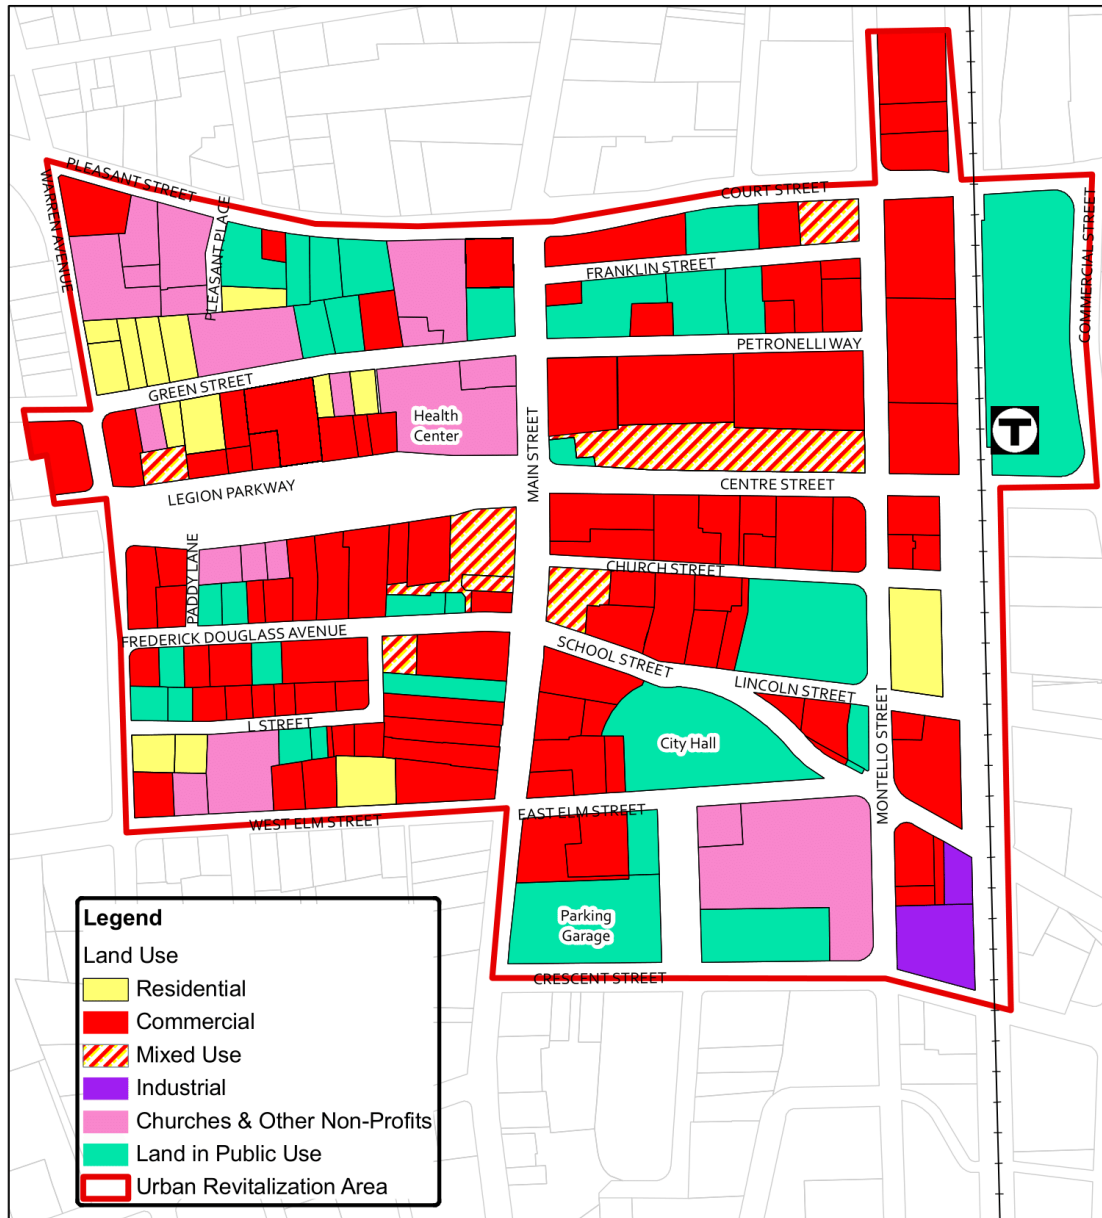 PLEASANT STREET
COURT STREET
WARREN AVENUE
PLEASANT PLACE
COMMERCIAL STREET
FRANKLIN STREET
PETRONELLI WAY
GREEN STREET
Health
Center
MAIN STREET
T
LEGION PARKWAY
CENTRE STREET
PADDY LANE
CHURCH STREET
FREDERICK DOUGLASS AVENUE
SCHOOL STREET
LINCOLN STREET
L STREET
City Hall
MONTELLO STREET
EAST ELM STREET
WEST ELM STREET
Parking
Garage
CRESCENT STREET
Legend
Land Use
Residential
Commercial
Mixed Use
Industrial
Churches & Other Non-Profits
Land in Public Use
Urban Revitalization Area